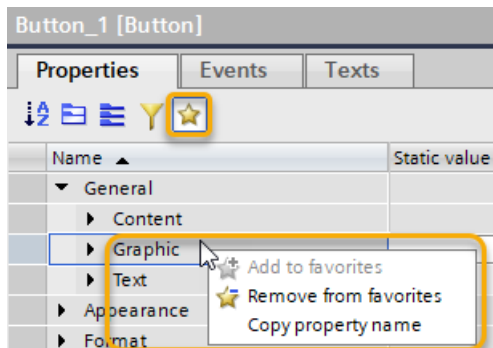 Button_1 [Button]
Properties Events Texts
Name Static value
General
Content
Graphic
Add to favorites
Text
Remove from favorites
Appearance
Copy property name
Format